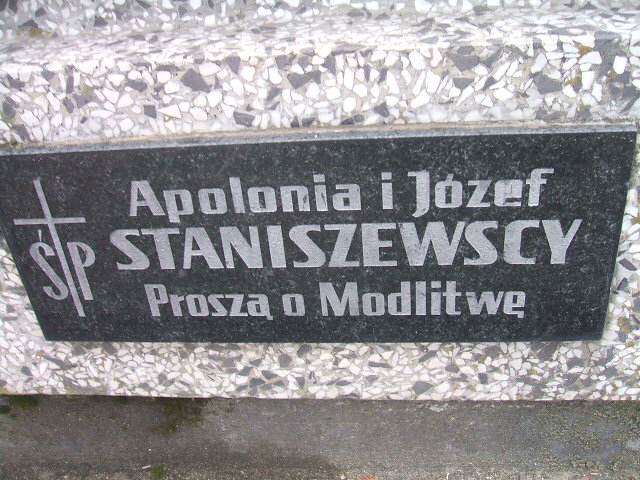 ŚP
Apolonia i Józef
STANISZEWSCY
Proszą o Modlitwę